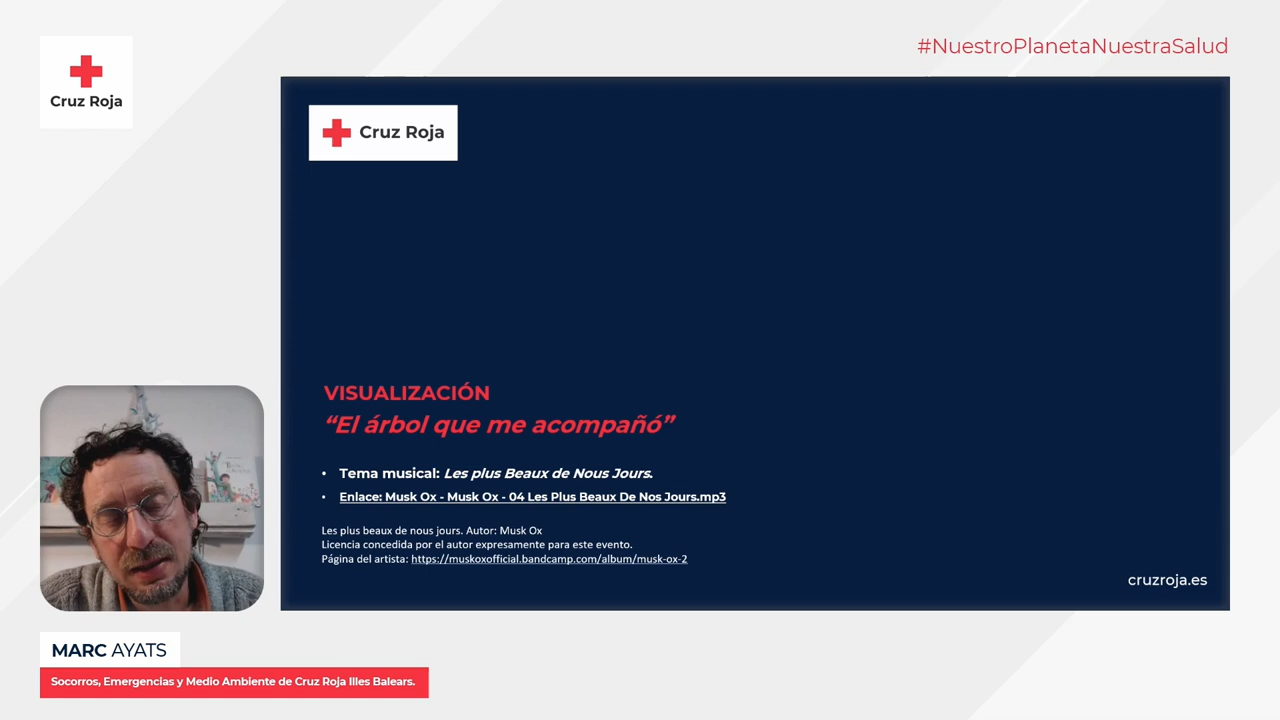 Cruz Roja
#NuestroPlanetaNuestraSalud
Cruz Roja
VISUALIZACIÓN
“El árbol que me acompañó”
• Tema musical: Les plus Beaux de Nous Jours.
• Enlace: Musk Ox - Musk Ox - 04 Les Plus Beaux De Nos Jours.mp3
Les plus beaux de nous jours. Autor: Musk Ox
Licencia concedida por el autor expresamente para este evento.
Página del artista: https://muskoxofficial.bandcamp.com/album/musk-ox-2
cruzroja.es
MARC AYATS
Socorros, Emergencias y Medio Ambiente de Cruz Roja Illes Balears.